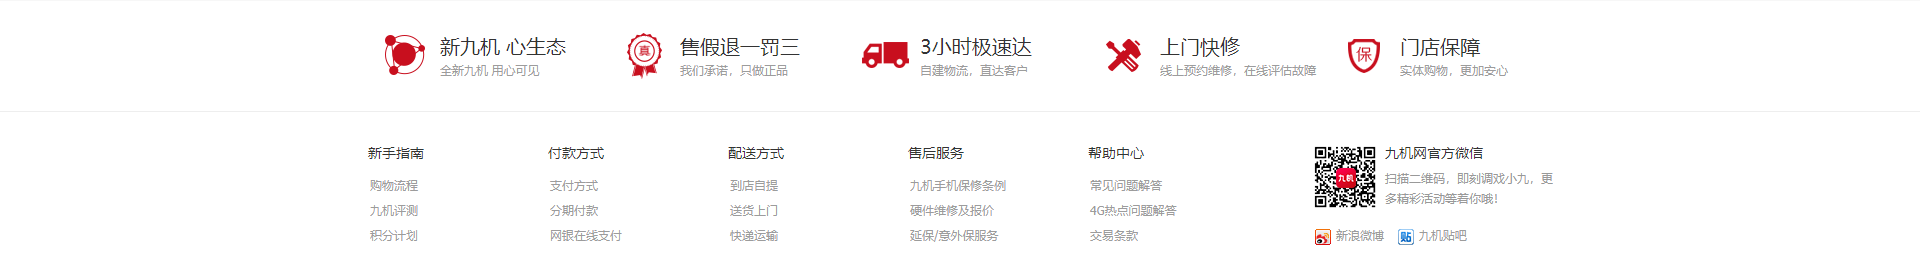 新九机 心生态
全新九机 用心可见
真
售假退一罚三
我们承诺，只做正品
3小时极速达
自建物流，直达客户
上门快修
线上预约维修，在线评估故障
保
门店保障
实体购物，更加安心
新手指南
购物流程
九机评测
积分计划
付款方式
支付方式
分期付款
网银在线支付
配送方式
到店自提
送货上门
快递运输
售后服务
九机手机保修条例
硬件维修及报价
延保/意外保服务
帮助中心
常见问题解答
4G热点问题解答
交易条款
九机
九机网官方微信
扫描二维码，即刻调戏小九，更
多精彩活动等着你哦！
新浪微博
贴
九机贴吧